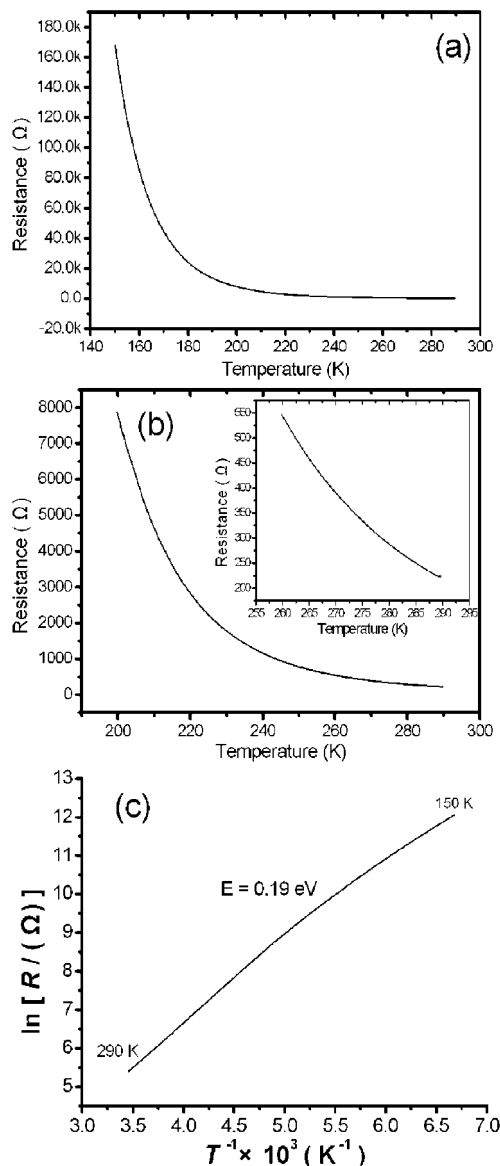 180.0k
160.0k
140.0k
120.0k
100.0k
80.0k
60.0k
40.0k
20.0k
0.0
-20.0k
Resistance ( Ω )
(a)
140 160 180 200 220 240 260 280 300
Temperature (K)
8000
7000
6000
5000
4000
3000
2000
1000
0
Resistance ( Ω )
(b)
550
500
450
400
350
300
250
200
Resistance ( Ω )
255 260 265 270 275 280 285 290 295
Temperature (K)
200 220 240 260 280 300
Temperature (K)
13
12
11
10
9
8
7
6
5
ln [ R / ( Ω ) ]
(c)
150 K
E = 0.19 eV
290 K
3.0 3.5 4.0 4.5 5.0 5.5 6.0 6.5 7.0
T⁻¹× 10³ ( K⁻¹ )